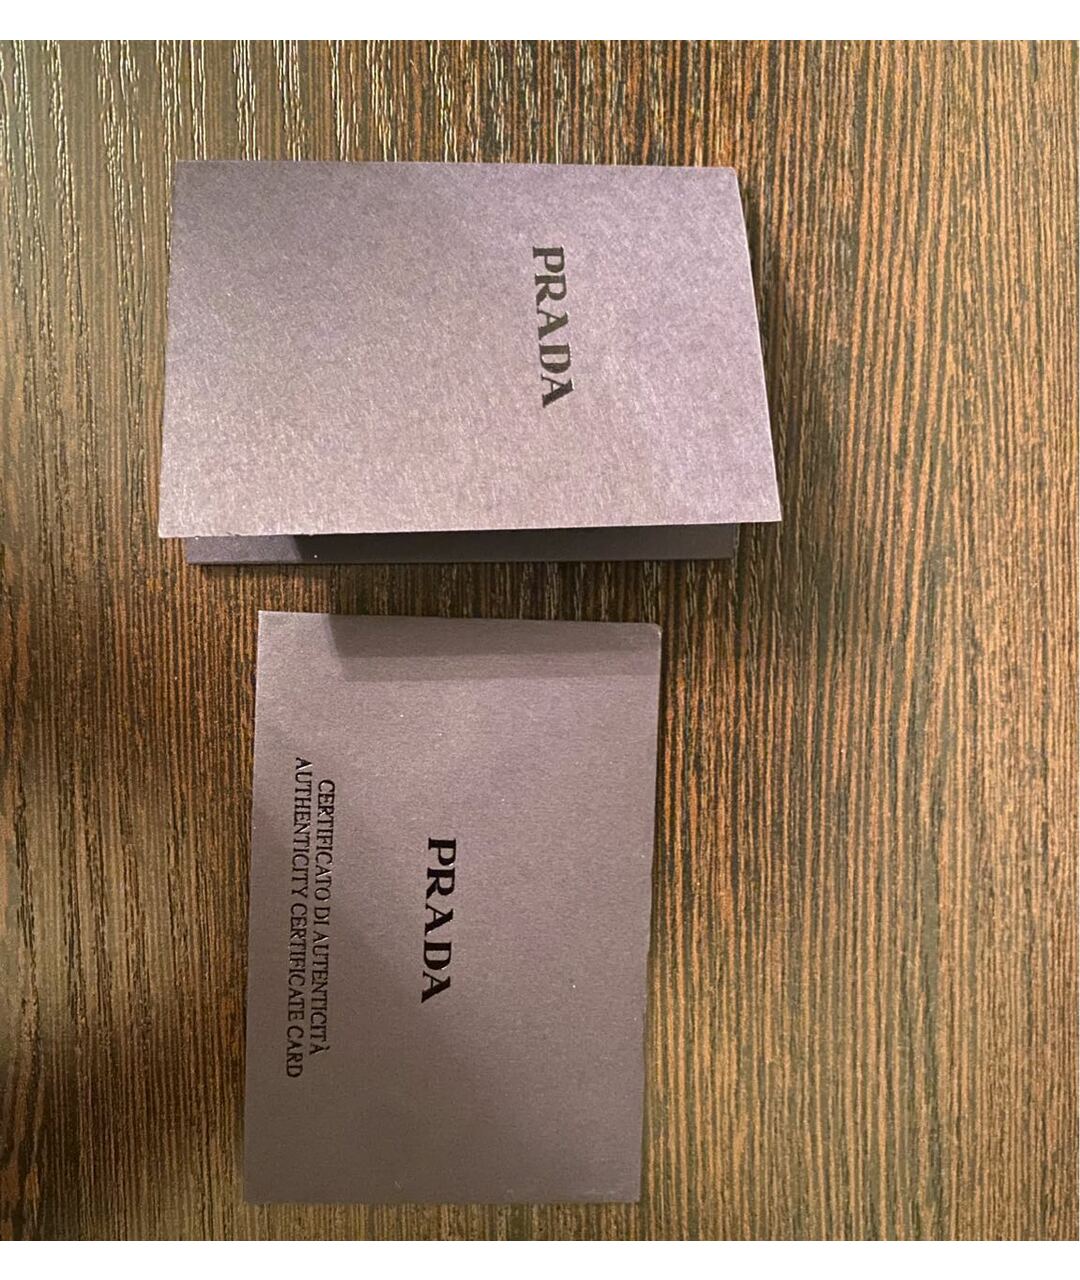 PRADA
PRADA
CERTIFICATO DI AUTENTICITÀ
AUTHENTICITY CERTIFICATE CARD